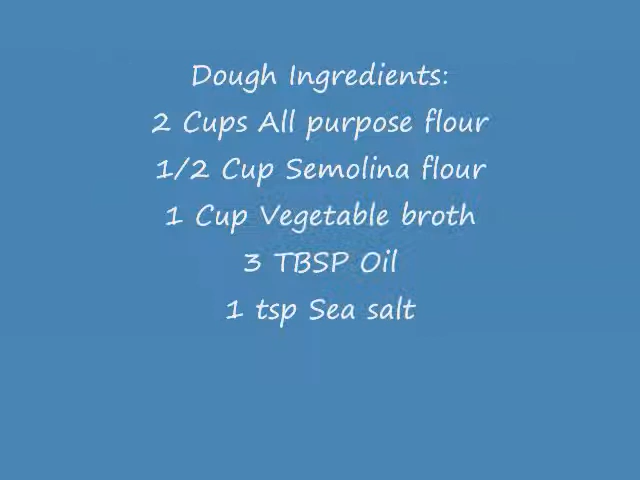 Dough Ingredients:
2 Cups All purpose flour
1/2 Cup Semolina flour
1 Cup Vegetable broth
3 TBSP Oil
1 tsp Sea salt